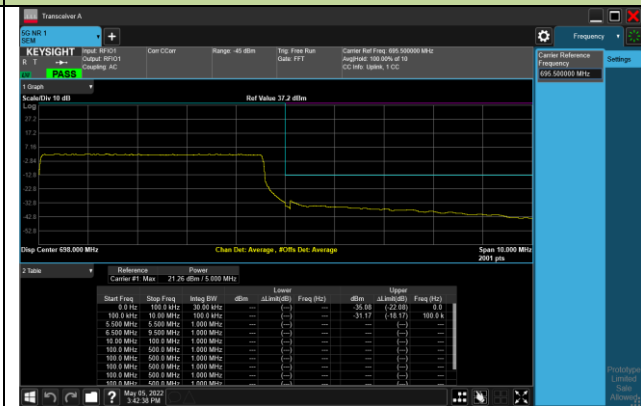 Transceiver A
5G NR 1
SEM
+
Frequency
KEYSIGHT
R T
PASS
Input: RFIO1
Output: RFIO1
Coupling: AC
Corr CCorr
Range: -45 dBm
Trig: Free Run
Gate: FFT
Carrier Ref Freq: 695.500000 MHz
Avg|Hold: 100.00% of 10
CC Info: Uplink, 1 CC
Carrier Reference
Frequency
695.500000 MHz
Settings
1 Graph
Scale/Div 10 dB
Ref Value 37.2 dBm
Log
27.2
17.2
7.16
-2.84
-12.8
-22.8
-32.8
-42.8
-52.8
Disp Center 698.000 MHz
Chan Det: Average , #Offs Det: Average
Span 10.000 MHz
2001 pts
2 Table
Reference Power
Carrier #1 Max 21.26 dBm / 5.000 MHz
Lower Upper
Start Freq Stop Freq Integ BW dBm ΔLimit(dB) Freq (Hz) dBm ΔLimit(dB) Freq (Hz)
0.0 Hz 100.0 kHz 30.00 kHz --- (---) --- -35.08 (-22.08) 0.0
100.0 kHz 10.00 MHz 100.0 kHz --- (---) --- -31.17 (-18.17) 100.0 k
5.500 MHz 5.500 MHz 1.000 MHz --- (---) --- --- (---) ---
6.500 MHz 9.500 MHz 1.000 MHz --- (---) --- --- (---) ---
10.00 MHz 100.0 MHz 1.000 MHz --- (---) --- --- (---) ---
100.0 MHz 500.0 MHz 1.000 MHz --- (---) --- --- (---) ---
100.0 MHz 500.0 MHz 1.000 MHz --- (---) --- --- (---) ---
100.0 MHz 500.0 MHz 1.000 MHz --- (---) --- --- (---) ---
100.0 MHz 500.0 MHz 1.000 MHz --- (---) --- --- (---) ---
Prototype
Limited
Sale
Allowed
?
May 05, 2022
3:42:38 PM